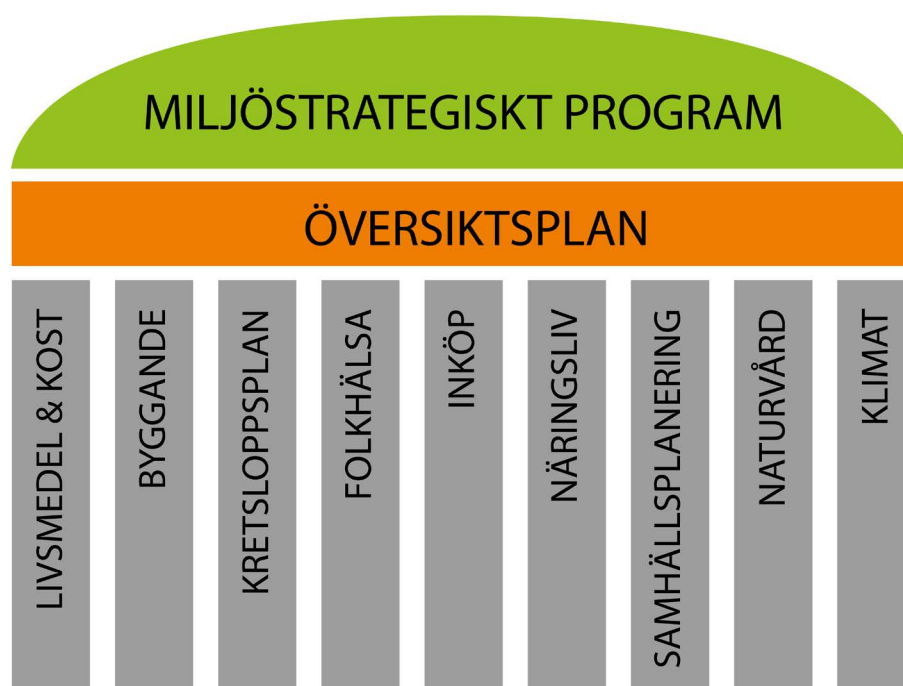 MILJÖSTRATEGISKT PROGRAM
ÖVERSIKTSPLAN
LIVSMEDEL & KOST
BYGGANDE
KRETSLOPPSPLAN
FOLKHÄLSA
INKÖP
NÄRINGSLIV
SAMHÄLLSPLANERING
NATURVÅRD
KLIMAT